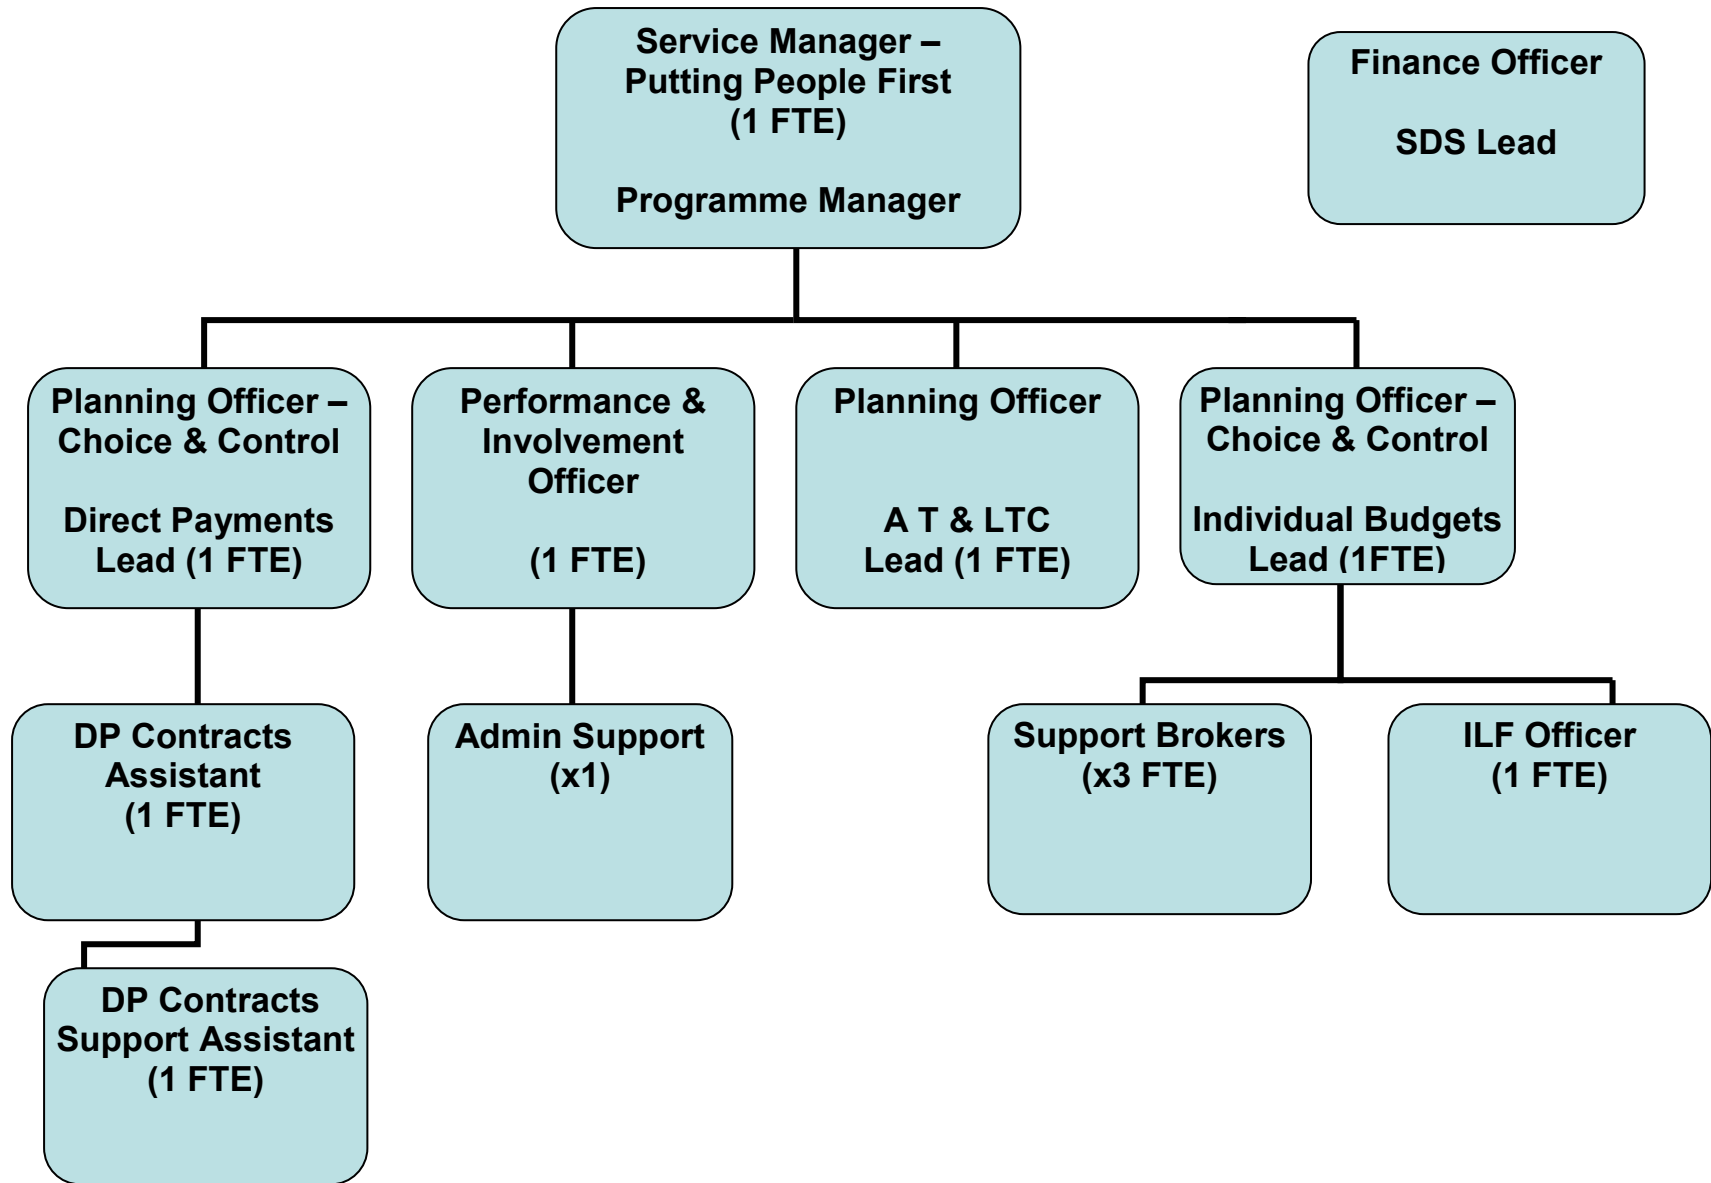 Service Manager –
Putting People First
(1 FTE)
Programme Manager
Finance Officer
SDS Lead
Planning Officer –
Choice & Control
Direct Payments
Lead (1 FTE)
Performance &
Involvement
Officer
(1 FTE)
Planning Officer
A T & LTC
Lead (1 FTE)
Planning Officer –
Choice & Control
Individual Budgets
Lead (1FTE)
DP Contracts
Assistant
(1 FTE)
Admin Support
(x1)
Support Brokers
(x3 FTE)
ILF Officer
(1 FTE)
DP Contracts
Support Assistant
(1 FTE)